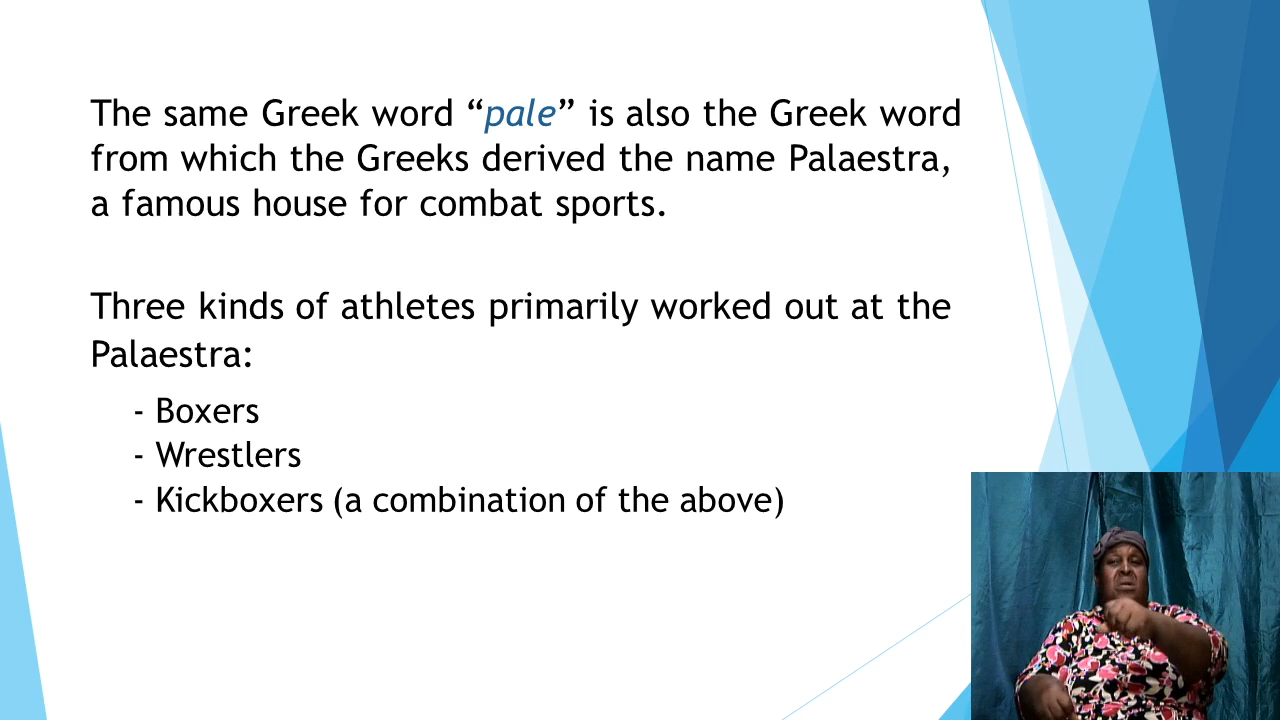 The same Greek word “pale” is also the Greek word
from which the Greeks derived the name Palaestra,
a famous house for combat sports.
Three kinds of athletes primarily worked out at the
Palaestra:
- Boxers
- Wrestlers
- Kickboxers (a combination of the above)